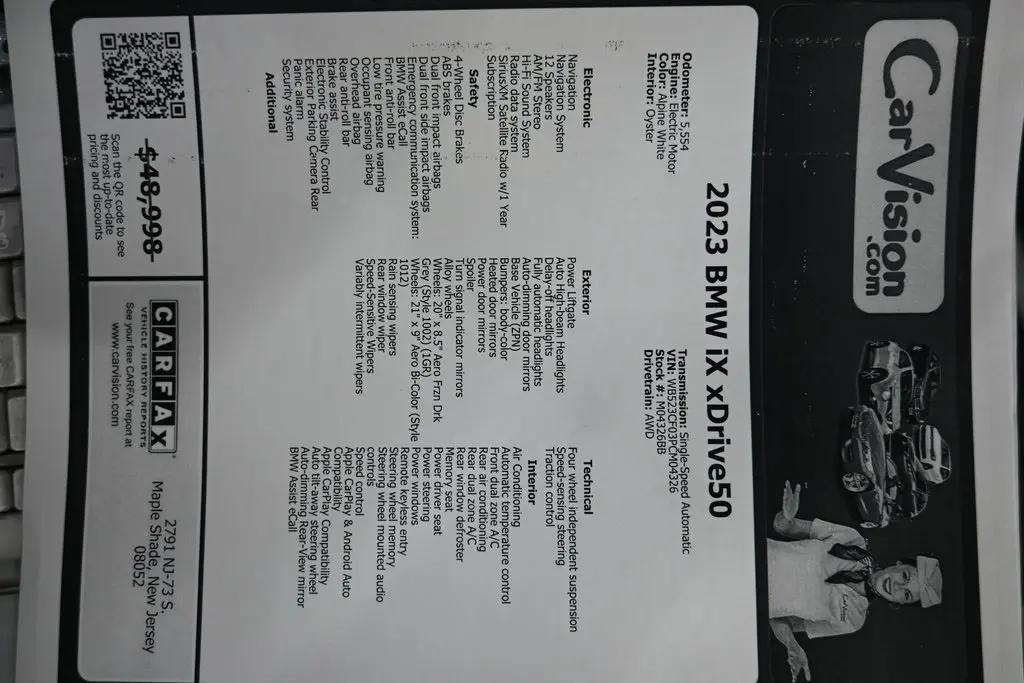 CarVision
.com
2023 BMW iX xDrive50
Odometer: 5,554
Engine: Electric Motor
Color: Alpine White
Interior: Oyster
Transmission: Single-Speed Automatic
VIN: WB523CF03PCM04326
Stock #: M04326BB
Drivetrain: AWD
Electronic
Navigation
Navigation System
12 Speakers
AM/FM Stereo
Hi-Fi Sound System
Radio data system
SiriusXM Satellite Radio w/1 Year
Subscription
Safety
4-Wheel Disc Brakes
ABS brakes
Dual front impact airbags
Dual front side impact airbags
Emergency communication system:
BMW Assist eCall
Front anti-roll bar
Low tire pressure warning
Occupant sensing airbag
Overhead airbag
Rear anti-roll bar
Brake assist
Electronic Stability Control
Exterior Parking Camera Rear
Panic alarm
Security system
Additional
Exterior
Power Liftgate
Auto High-beam Headlights
Delay-off headlights
Fully automatic headlights
Auto-dimming door mirrors
Base Vehicle (ZPN)
Bumpers: body-color
Heated door mirrors
Power door mirrors
Spoiler
Turn signal indicator mirrors
Alloy wheels
Wheels: 20" x 8.5" Aero Frzn Drk
Grey (Style 1002) (1GR)
Wheels: 21" x 9" Aero Bi-Color (Style
1012)
Rain sensing wipers
Rear window wiper
Speed-Sensitive Wipers
Variably intermittent wipers
Technical
Four wheel independent suspension
Speed-sensing steering
Traction control
Interior
Air Conditioning
Automatic temperature control
Front dual zone A/C
Rear air conditioning
Rear dual zone A/C
Rear window defroster
Memory seat
Power driver seat
Power steering
Power windows
Remote keyless entry
Steering wheel memory
Steering wheel mounted audio
controls
Speed control
Apple CarPlay & Android Auto
Compatibility
Apple CarPlay Compatibility
Auto tilt-away steering wheel
Auto-dimming Rear-View mirror
BMW Assist eCall
$48,998
Scan the QR code to see
the most up-to-date
pricing and discounts
CARFAX
VEHICLE HISTORY REPORTS
See your free CARFAX report at
www.carvision.com
2791 NJ-73 S.
Maple Shade, New Jersey
08052